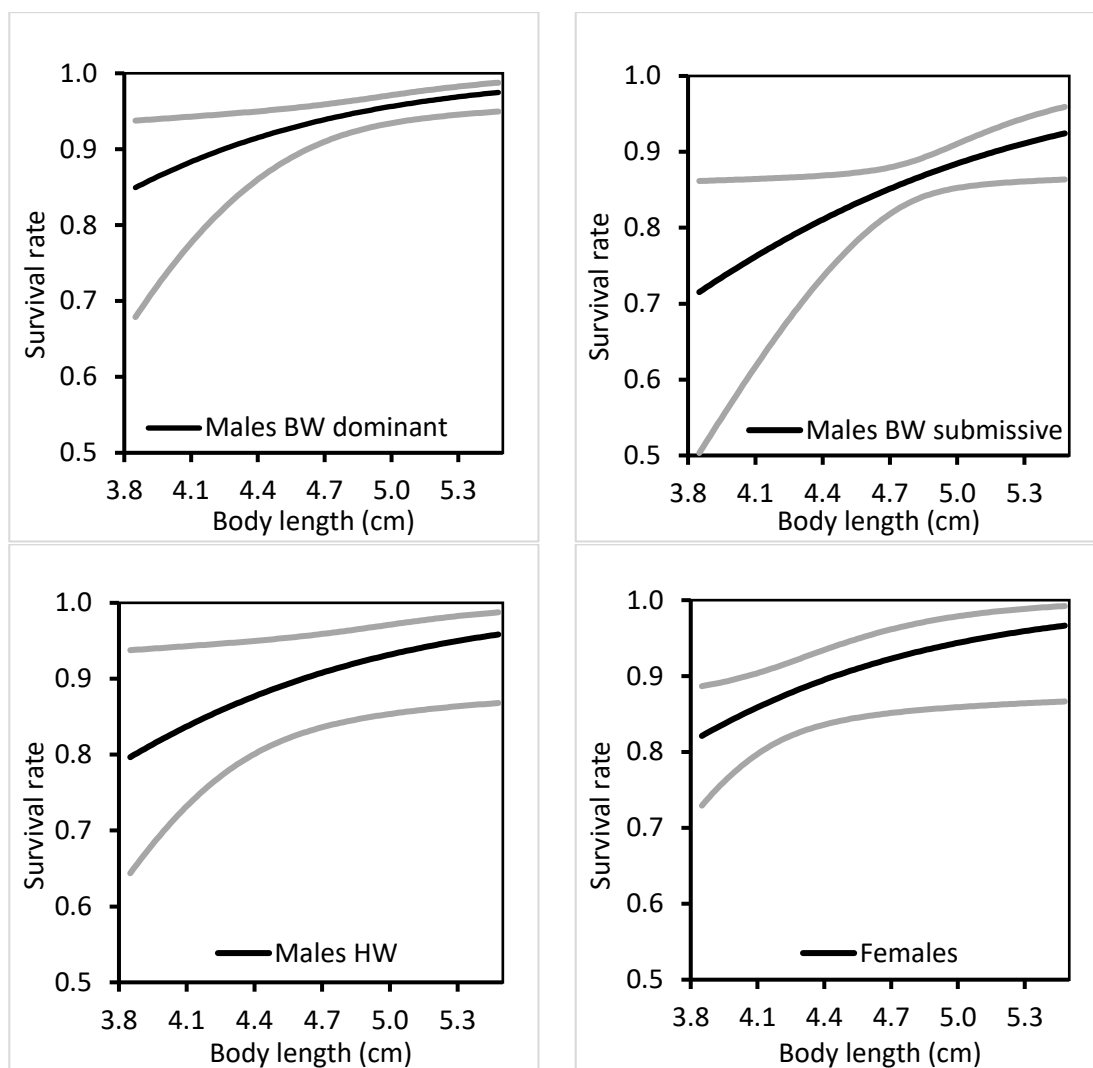 1.0
0.9
0.8
0.7
0.6
0.5
Survival rate
Males BW dominant
3.8 4.1 4.4 4.7 5.0 5.3
Body length (cm)
1.0
0.9
0.8
0.7
0.6
0.5
Survival rate
Males BW submissive
3.8 4.1 4.4 4.7 5.0 5.3
Body length (cm)
1.0
0.9
0.8
0.7
0.6
0.5
Survival rate
Males HW
3.8 4.1 4.4 4.7 5.0 5.3
Body length (cm)
1.0
0.9
0.8
0.7
0.6
0.5
Survival rate
Females
3.8 4.1 4.4 4.7 5.0 5.3
Body length (cm)